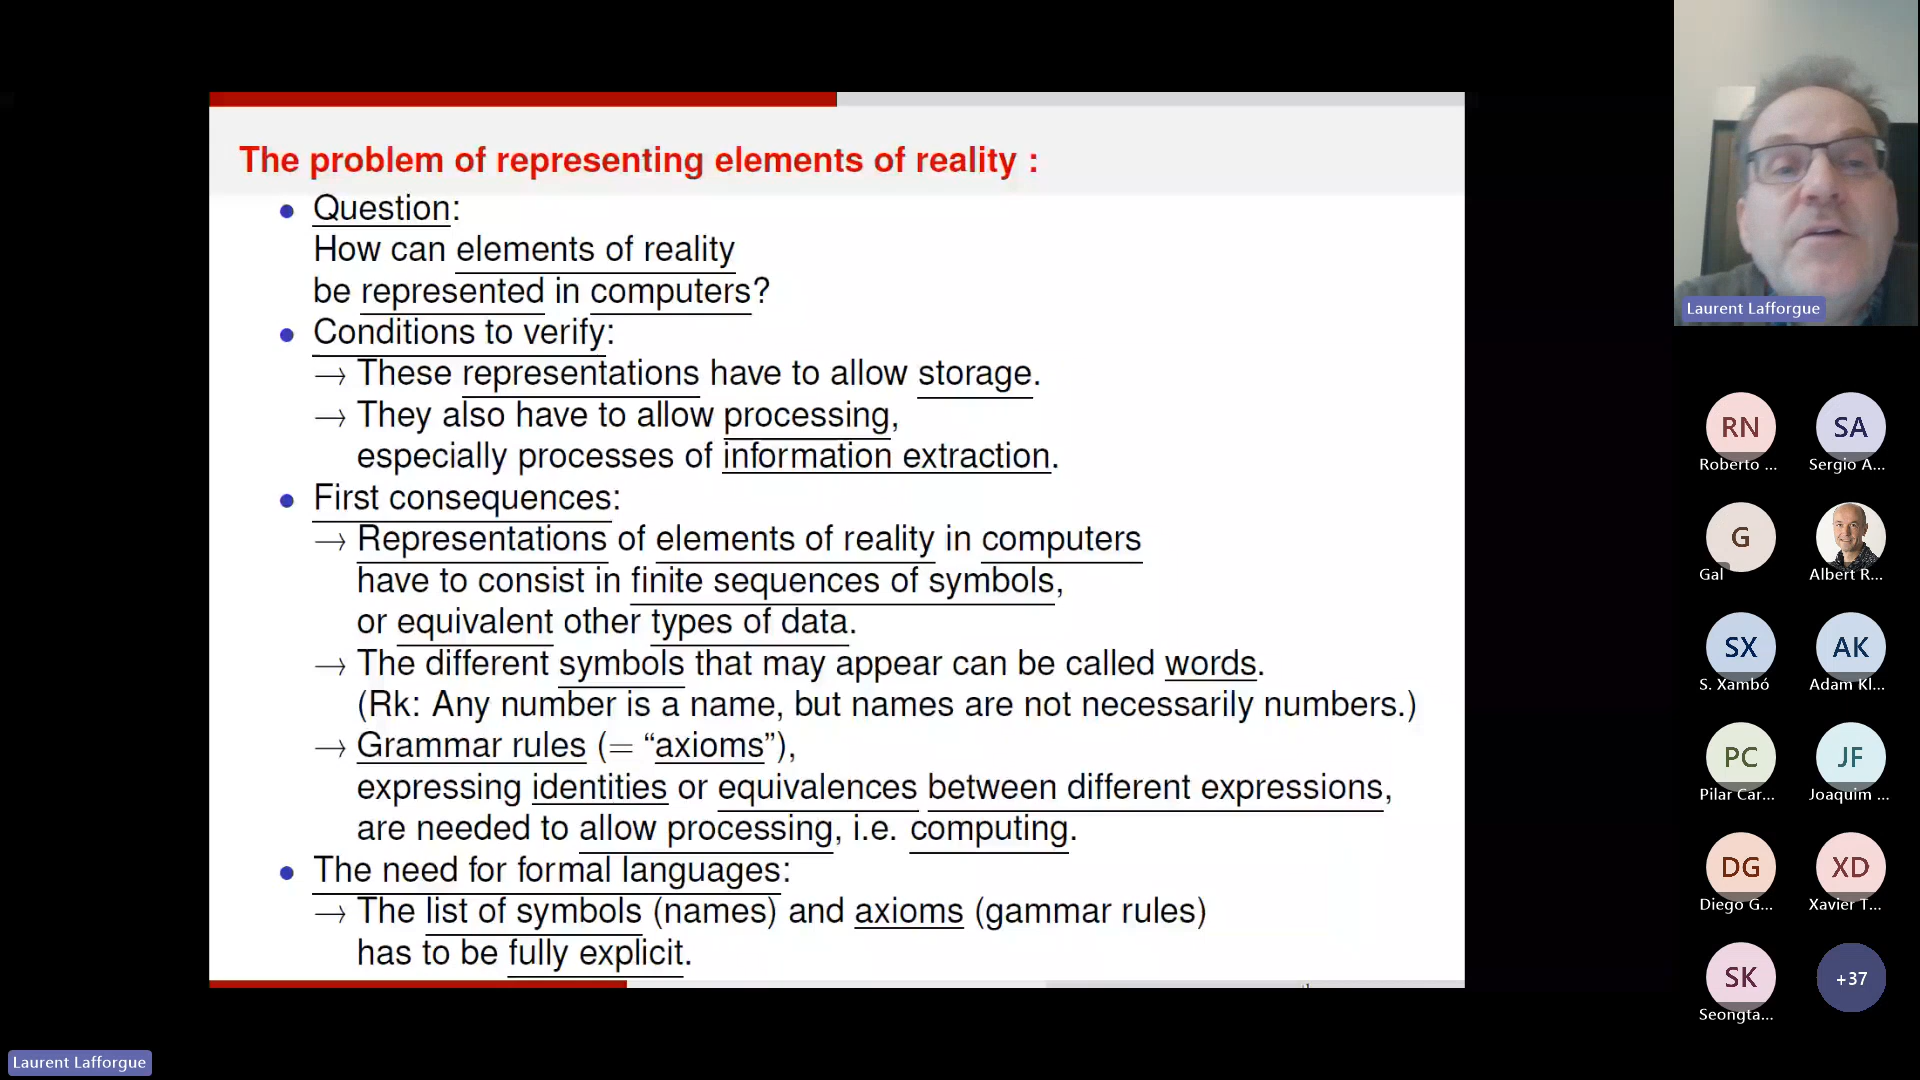 The problem of representing elements of reality :
• Question:
How can elements of reality
be represented in computers?
• Conditions to verify:
→ These representations have to allow storage.
→ They also have to allow processing,
especially processes of information extraction.
• First consequences:
→ Representations of elements of reality in computers
have to consist in finite sequences of symbols,
or equivalent other types of data.
→ The different symbols that may appear can be called words.
(Rk: Any number is a name, but names are not necessarily numbers.)
→ Grammar rules (= “axioms”),
expressing identities or equivalences between different expressions,
are needed to allow processing, i.e. computing.
• The need for formal languages:
→ The list of symbols (names) and axioms (gammar rules)
has to be fully explicit.
Laurent Lafforgue
RN
Roberto ...
SA
Sergio A...
G
Gal
Albert R...
SX
S. Xambó
AK
Adam Kl...
PC
Pilar Car...
JF
Joaquim ...
DG
Diego G...
XD
Xavier T...
SK
Seongta...
+37
Laurent Lafforgue